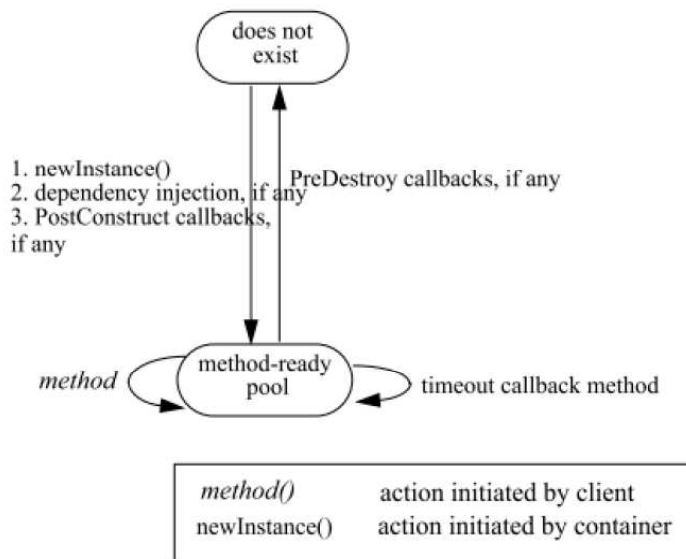 does not
exist
1. newInstance()
2. dependency injection, if any
3. PostConstruct callbacks,
if any
PreDestroy callbacks, if any
method-ready
pool
method
timeout callback method
method() action initiated by client
newInstance() action initiated by container